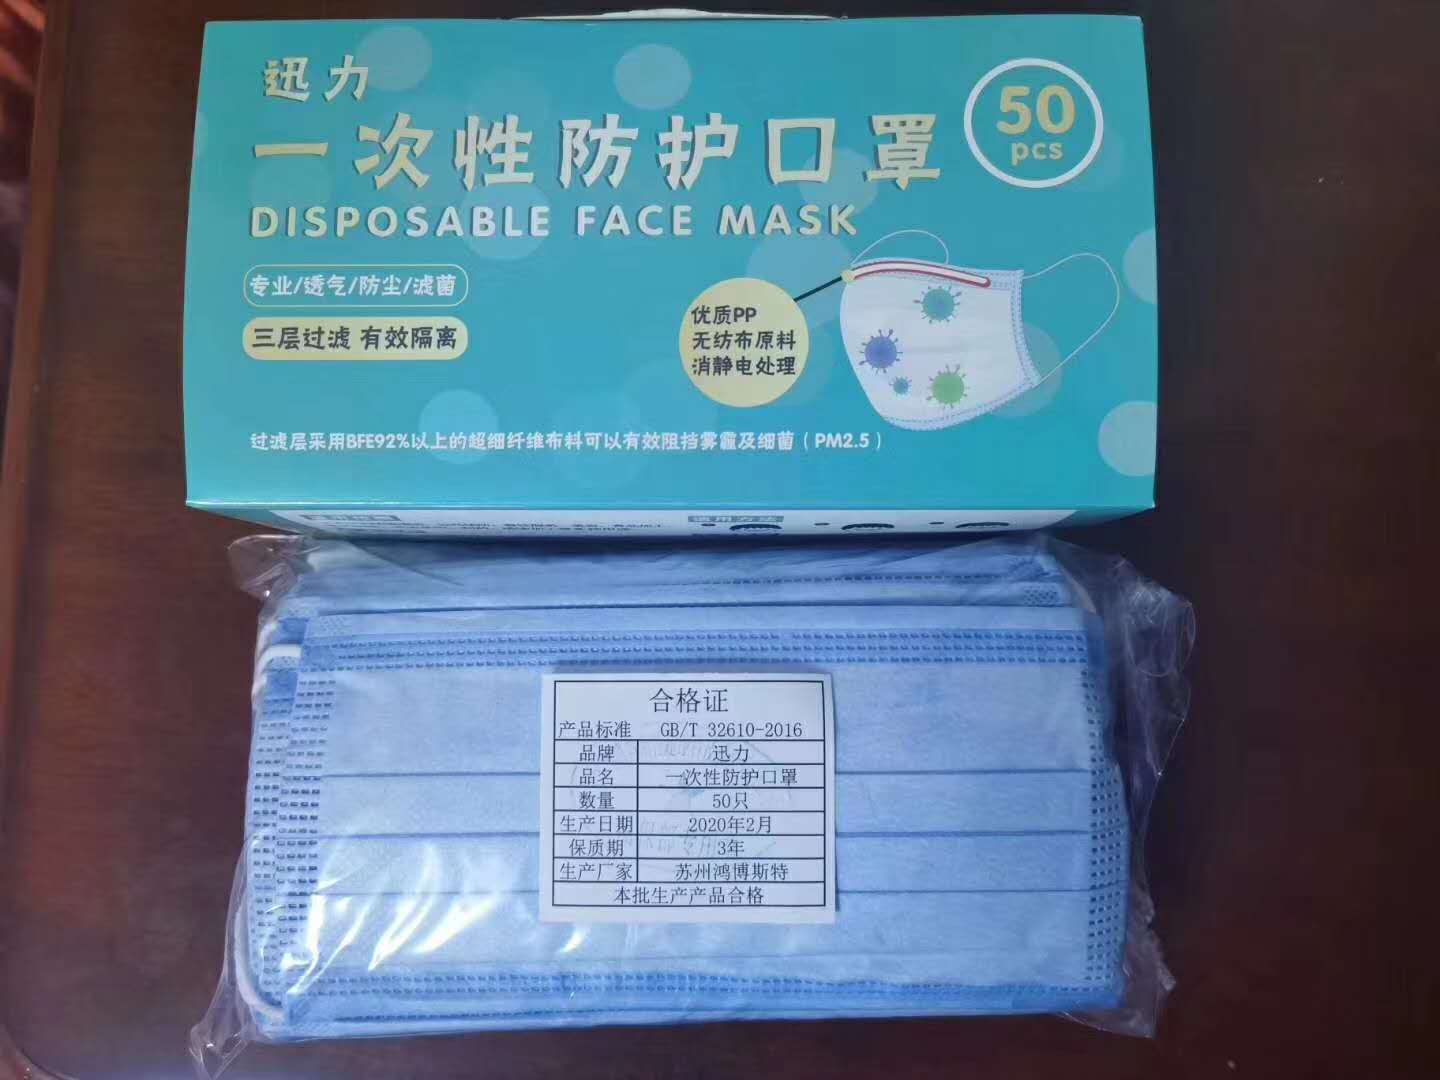 迅力
一次性防护口罩
50
pcs
DISPOSABLE FACE MASK
专业/透气/防尘/滤菌
三层过滤 有效隔离
优质PP
无纺布原料
消静电处理
过滤层采用BFE92%以上的超细纤维布料可以有效阻挡雾霾及细菌（PM2.5）
合格证
产品标准 GB/T 32610-2016
品牌 迅力
品名 一次性防护口罩
数量 50只
生产日期 2020年2月
保质期 3年
生产厂家 苏州鸿博斯特
本批生产产品合格